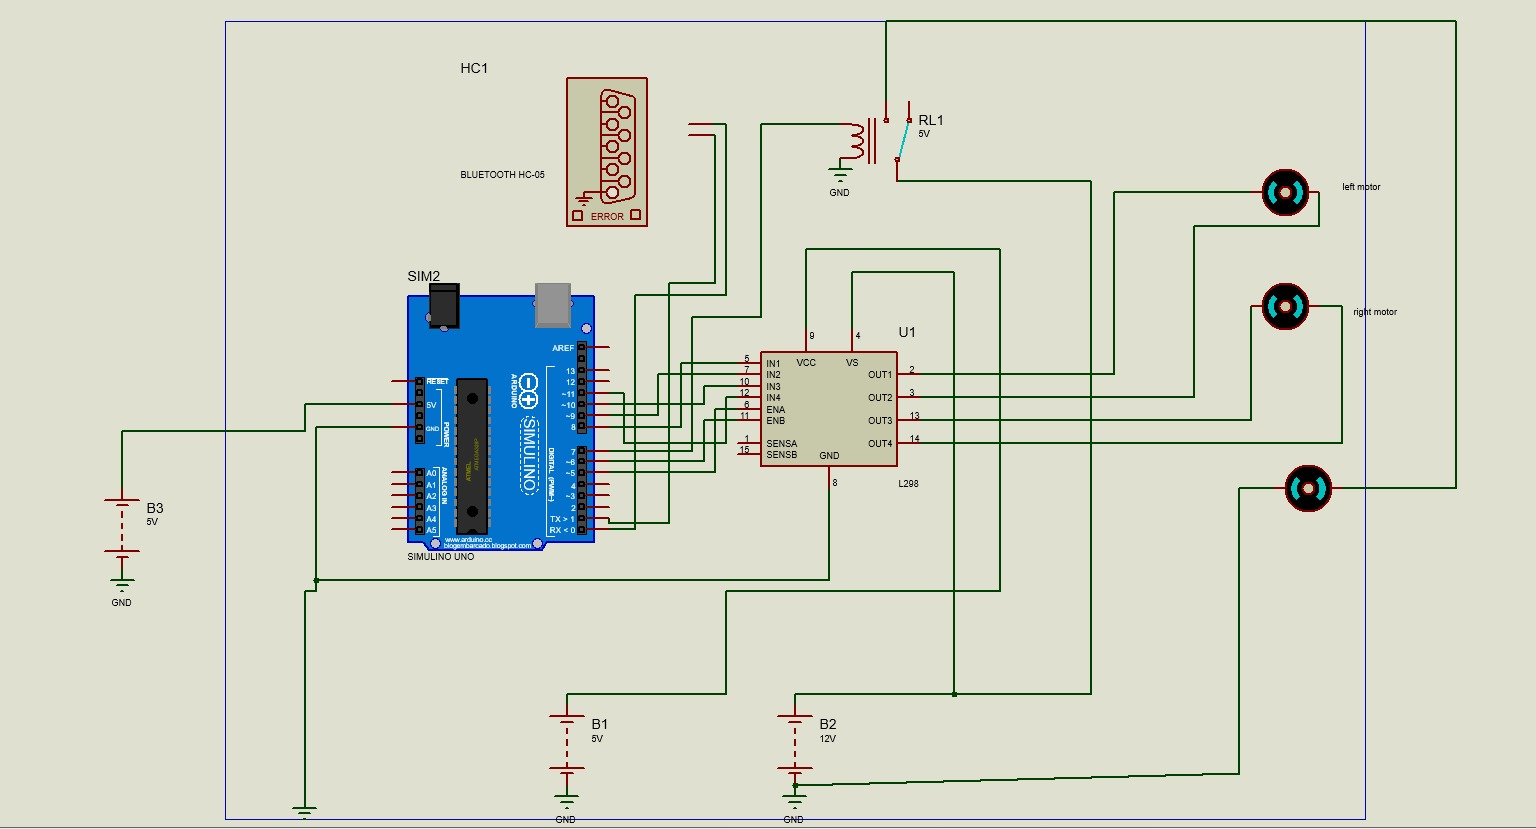 HC1
BLUETOOTH HC-05
ERROR
RL1
5V
GND
left motor
right motor
SIM2
AREF
RESET
5V
GND
POWER
A0
A1
A2
A3
A4
A5
ANALOG IN
ARDUINO
SIMULINO
13
12
~11
~10
~9
8
7
~6
~5
4
~3
2
TX > 1
RX < 0
DIGITAL (PWM~)
ATMEL
www.arduino.cc
blogembarcado.blogspot.com
SIMULINO UNO
U1
9
4
VCC
VS
5 IN1
7 IN2
10 IN3
12 IN4
6 ENA
11 ENB
1 SENSA
15 SENSB
OUT1 2
OUT2 3
OUT3 13
OUT4 14
GND
8
L298
B3
5V
GND
B1
5V
GND
B2
12V
GND